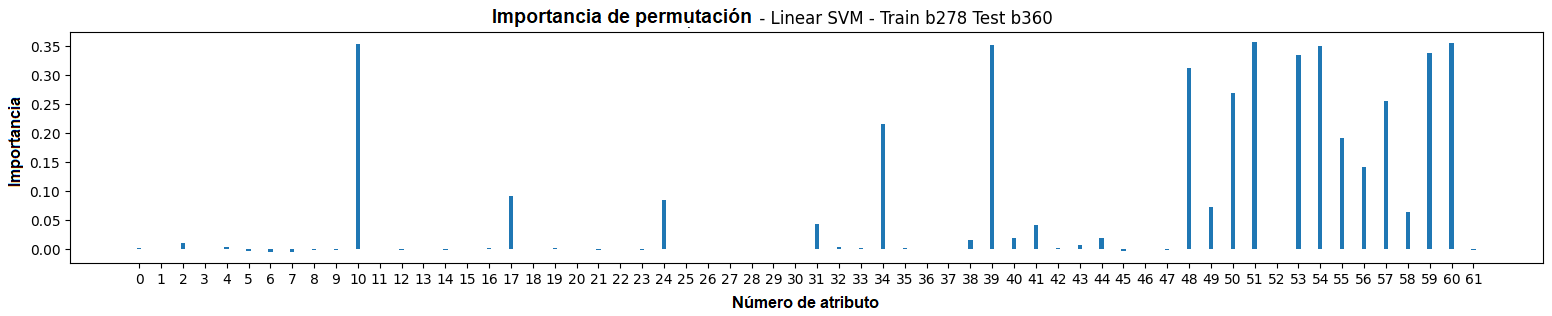 Importancia de permutación - Linear SVM - Train b278 Test b360
Importancia
0.35
0.30
0.25
0.20
0.15
0.10
0.05
0.00
0 1 2 3 4 5 6 7 8 9 10 11 12 13 14 15 16 17 18 19 20 21 22 23 24 25 26 27 28 29 30 31 32 33 34 35 36 37 38 39 40 41 42 43 44 45 46 47 48 49 50 51 52 53 54 55 56 57 58 59 60 61
Número de atributo